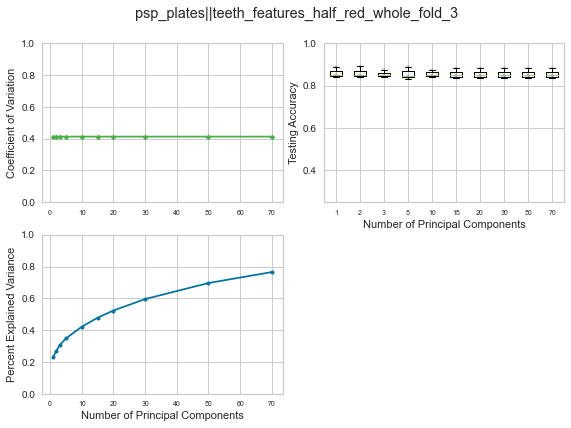 psp_plates||teeth_features_half_red_whole_fold_3
Coefficient of Variation
1.0
0.8
0.6
0.4
0.2
0.0
0 10 20 30 40 50 60 70
Testing Accuracy
1.0
0.8
0.6
0.4
1 2 3 5 10 15 20 30 50 70
Number of Principal Components
Percent Explained Variance
1.0
0.8
0.6
0.4
0.2
0.0
0 10 20 30 40 50 60 70
Number of Principal Components